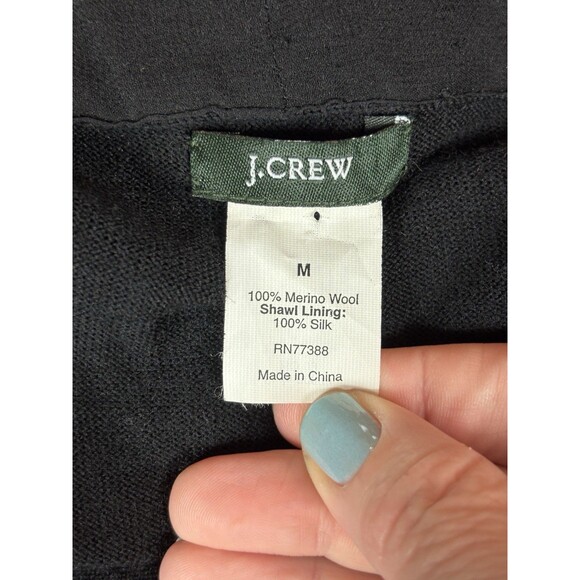 J.CREW
M
100% Merino Wool
Shawl Lining:
100% Silk
RN77388
Made in China